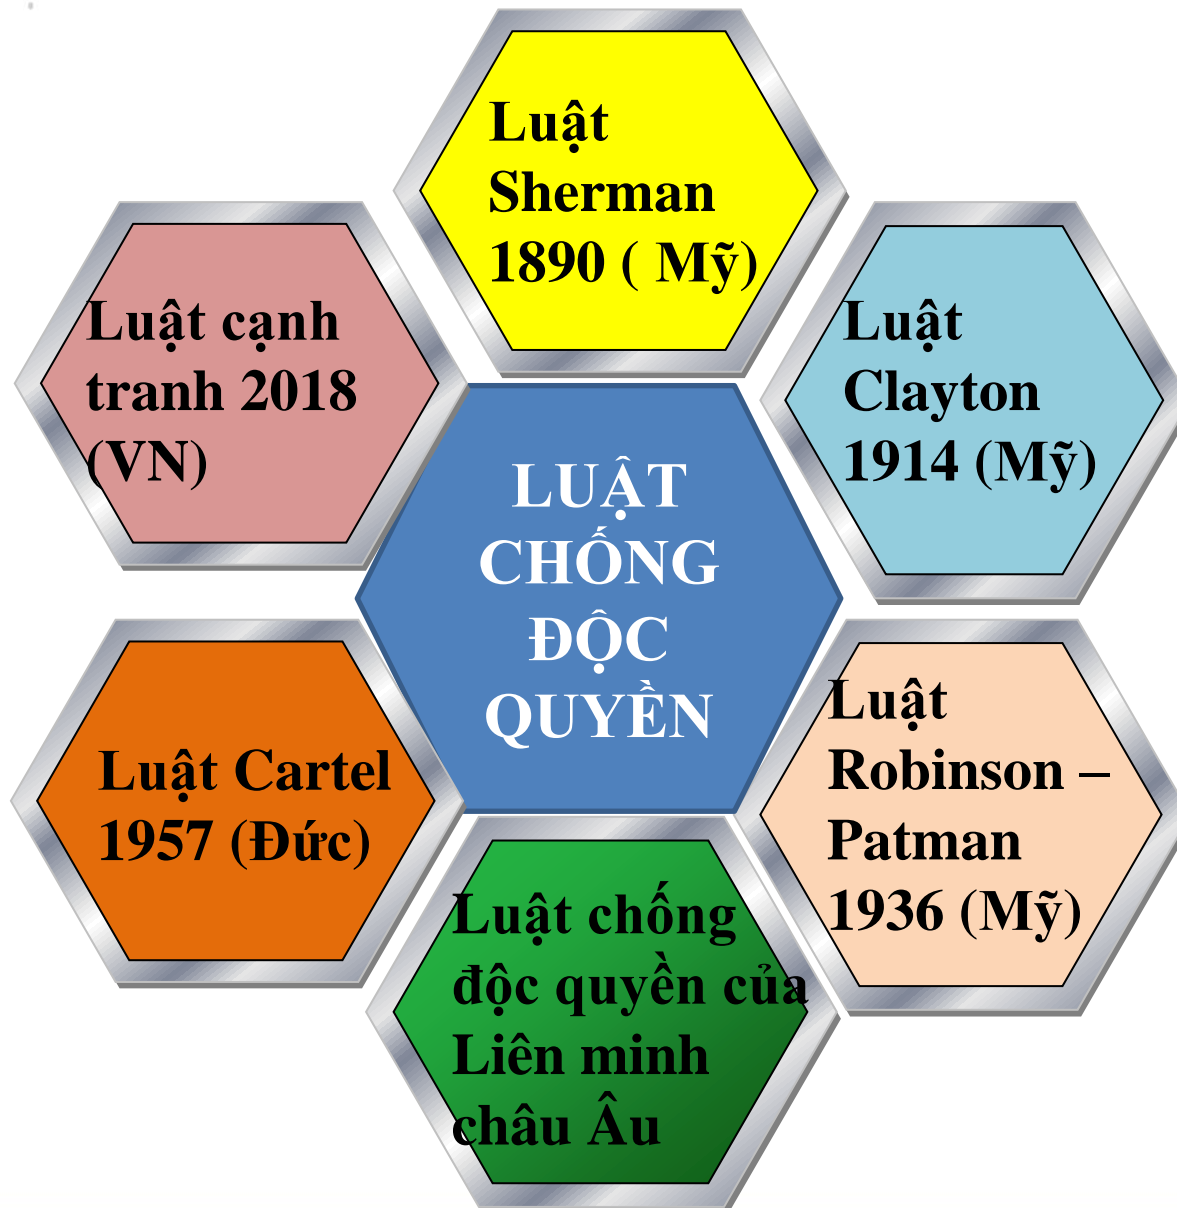 Luật
Sherman
1890 ( Mỹ)
Luật cạnh
tranh 2018
(VN)
Luật
Clayton
1914 (Mỹ)
LUẬT
CHỐNG
ĐỘC
QUYỀN
Luật Cartel
1957 (Đức)
Luật
Robinson –
Patman
1936 (Mỹ)
Luật chống
độc quyền của
Liên minh
châu Âu